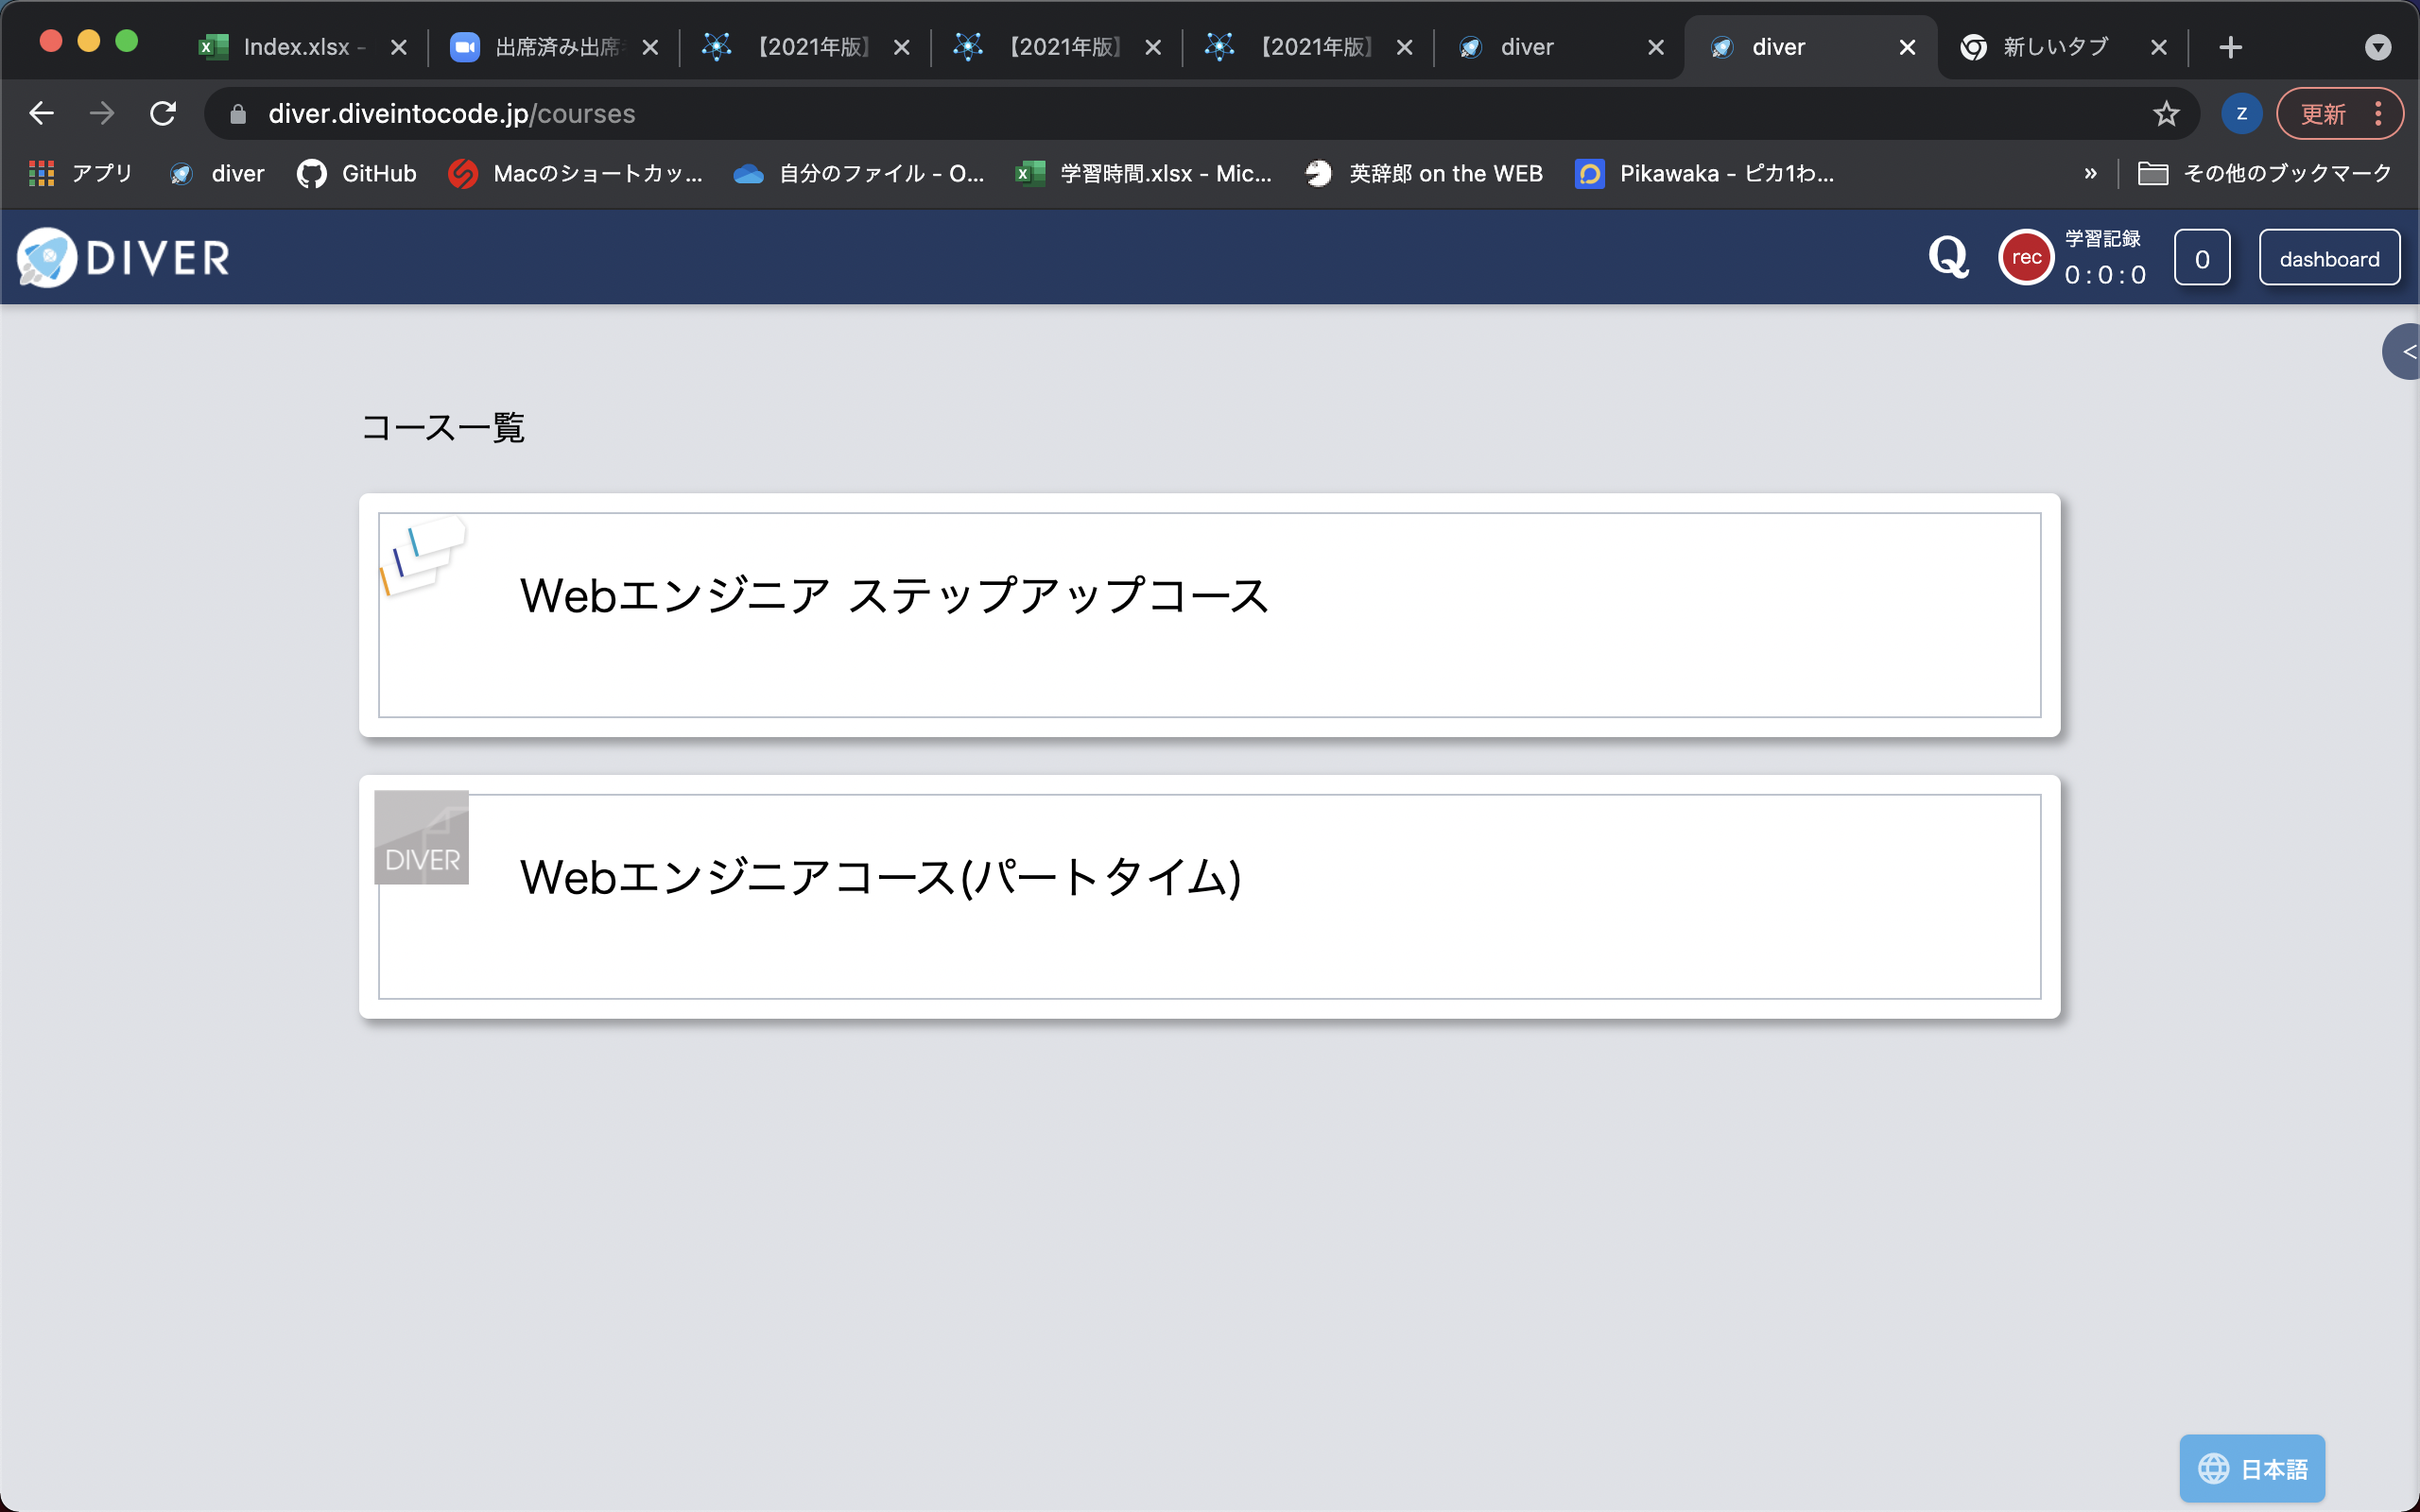 Index.xlsx -
出席済み出席
【2021年版】
【2021年版】
【2021年版】
diver
diver
新しいタブ
diver.diveintocode.jp/courses
Z
更新
アプリ
diver
GitHub
Macのショートカッ...
自分のファイル - O...
学習時間.xlsx - Mic...
英辞郎 on the WEB
Pikawaka - ピカ1わ...
»
その他のブックマーク
DIVER
Q
rec
学習記録
0 : 0 : 0
0
dashboard
<
コース一覧
Webエンジニア ステップアップコース
DIVER
Webエンジニアコース(パートタイム)
日本語